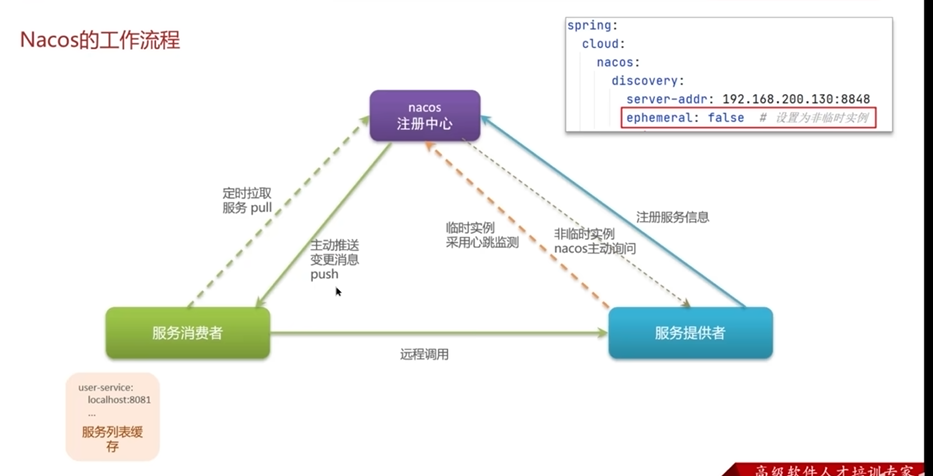 Nacos的工作流程
spring:
cloud:
nacos:
discovery:
server-addr: 192.168.200.130:8848
ephemeral: false # 设置为非临时实例
nacos
注册中心
定时拉取
服务 pull
主动推送
变更消息
push
临时实例
采用心跳监测
非临时实例
nacos主动询问
注册服务信息
服务消费者
服务提供者
远程调用
user-service:
localhost:8081
...
服务列表缓
存
高级软件人才培训专家